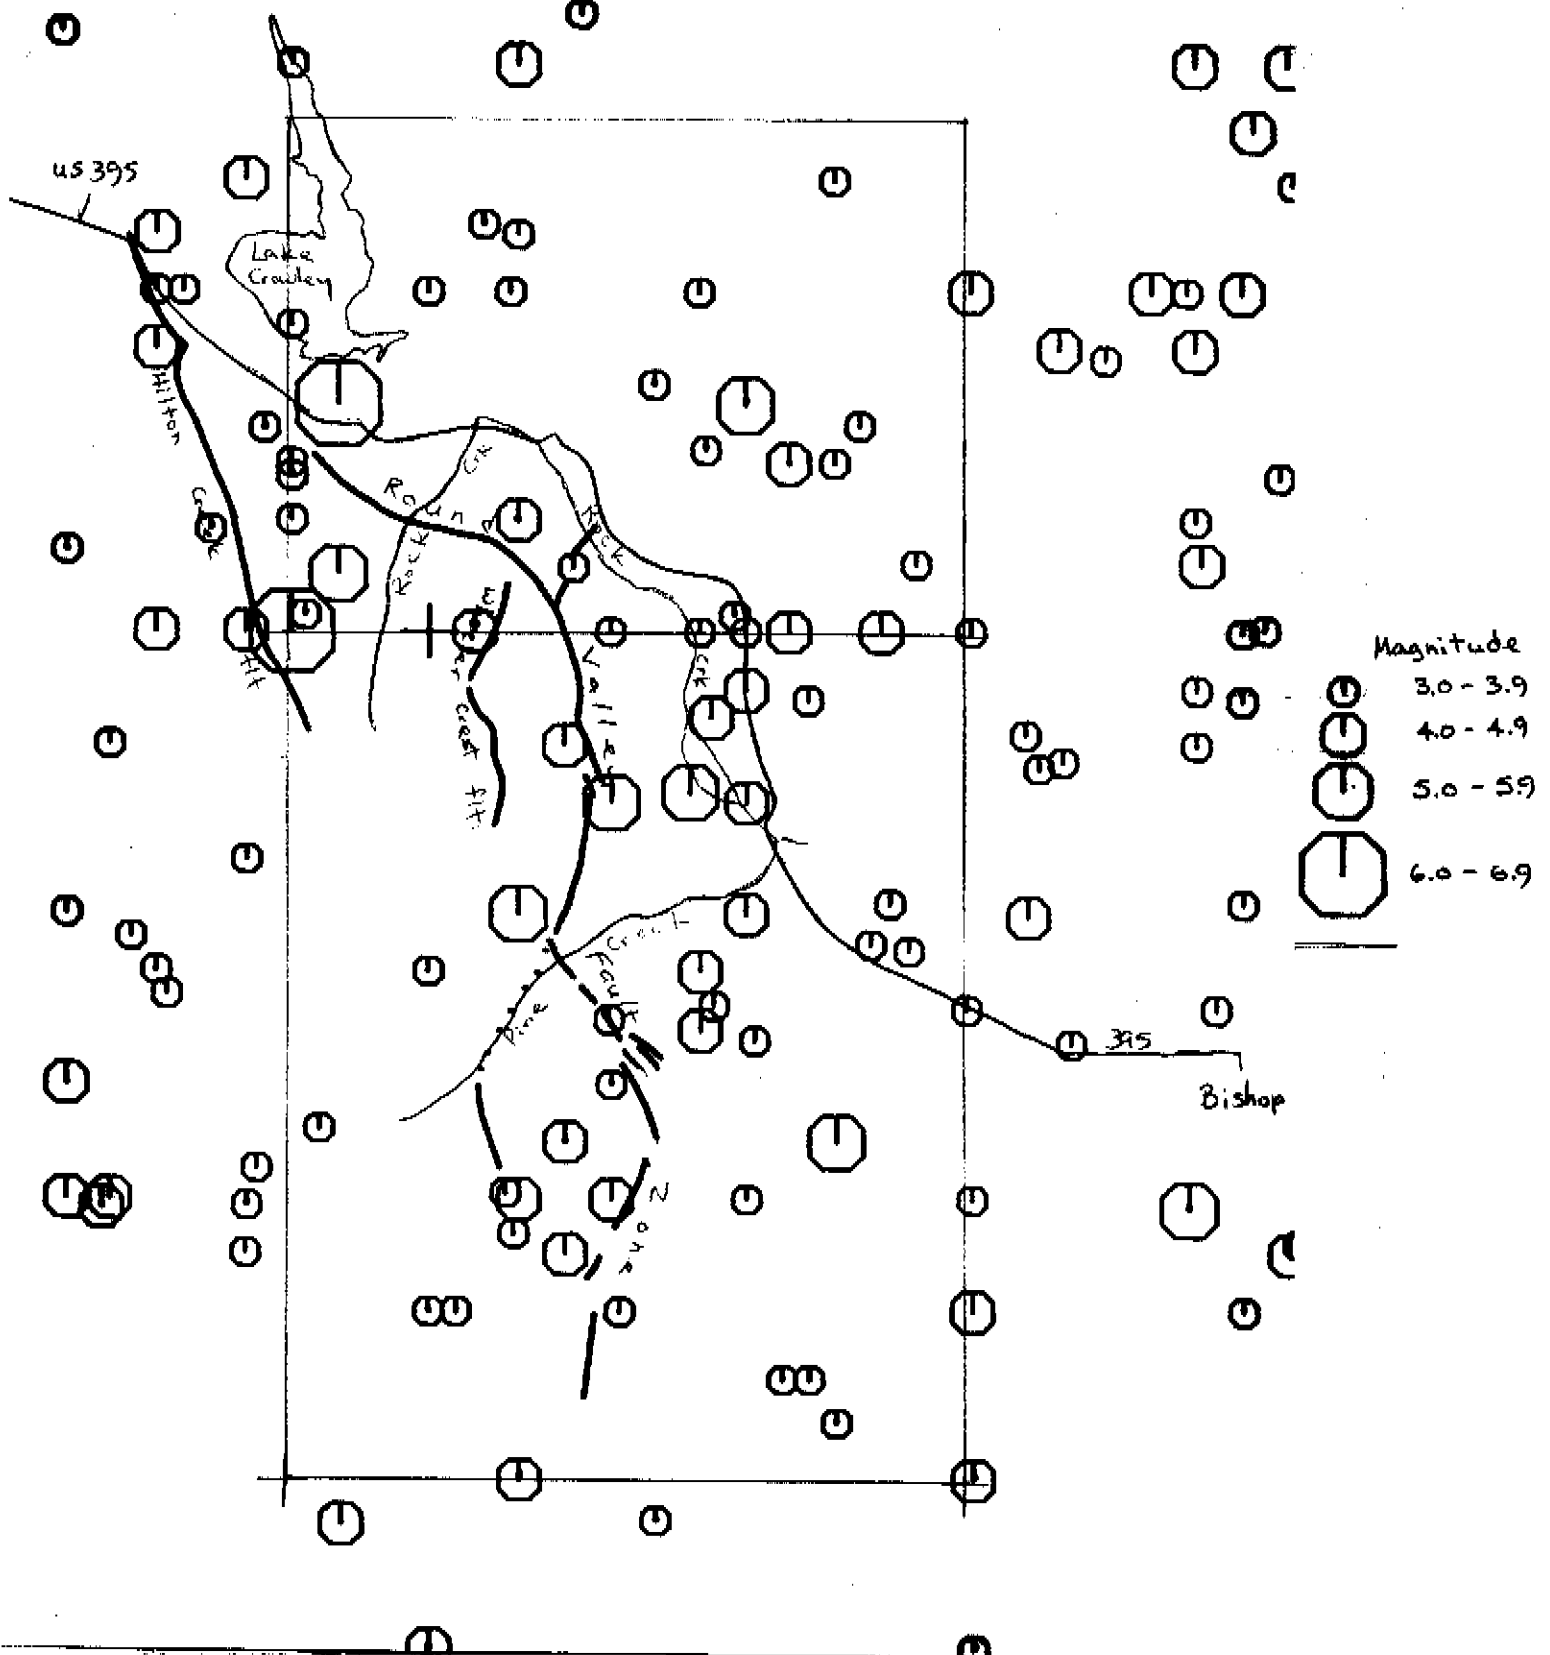 us 395
Lake
Crowley
Hilton
Creek
flt
Round
Valley
Fault
Zone
Rock
Crk
Rock
Crk
Crest flt.
Pine
Creek
395
Bishop
Magnitude
3.0 - 3.9
4.0 - 4.9
5.0 - 5.9
6.0 - 6.9